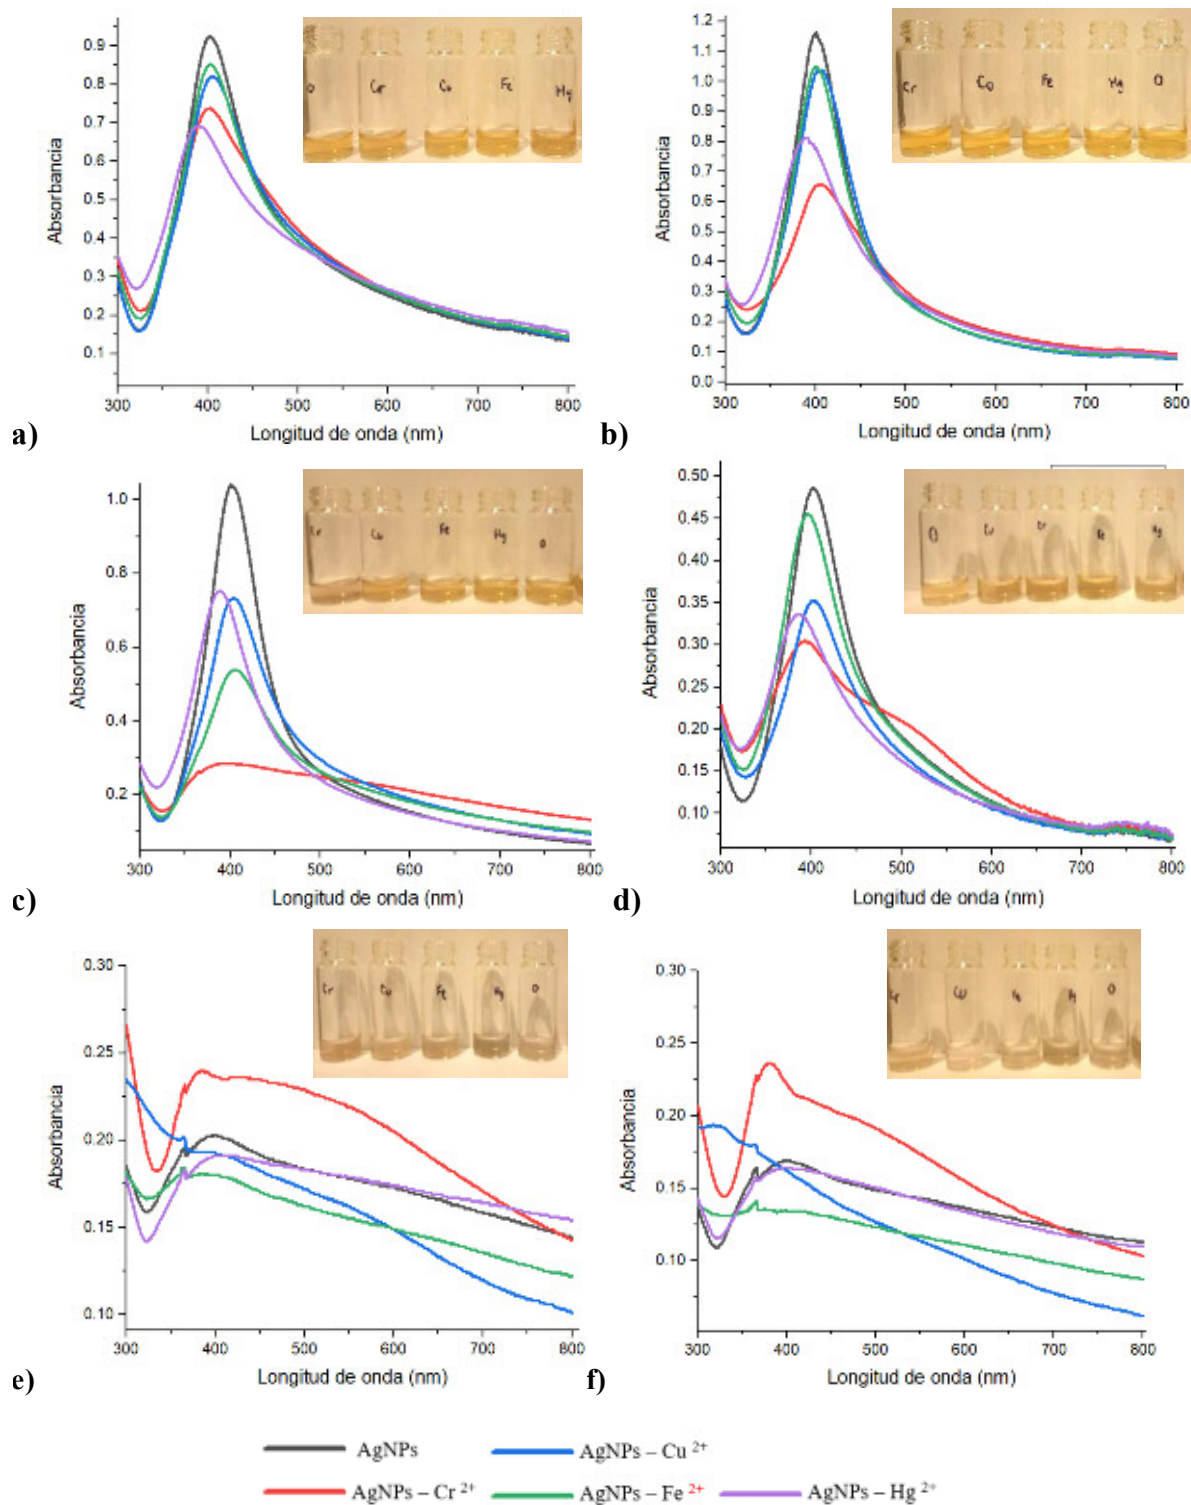 0.9
0.8
0.7
0.6
0.5
0.4
0.3
0.2
0.1
Absorbancia
300 400 500 600 700 800
Longitud de onda (nm)
a)
O Cr Cu Fe Hg
1.2
1.1
1.0
0.9
0.8
0.7
0.6
0.5
0.4
0.3
0.2
0.1
0.0
Absorbancia
300 400 500 600 700 800
Longitud de onda (nm)
b)
Cr CO Fe Hg O
1.0
0.8
0.6
0.4
0.2
Absorbancia
300 400 500 600 700 800
Longitud de onda (nm)
c)
Cr Cu Fe Hg O
0.50
0.45
0.40
0.35
0.30
0.25
0.20
0.15
0.10
Absorbancia
300 400 500 600 700 800
Longitud de onda (nm)
d)
O Cu Cr Fe Hg
0.30
0.25
0.20
0.15
0.10
Absorbancia
300 400 500 600 700 800
Longitud de onda (nm)
e)
Cr Cu Fe Hg O
0.30
0.25
0.20
0.15
0.10
Absorbancia
300 400 500 600 700 800
Longitud de onda (nm)
f)
Cr CU Fe Hg O
AgNPs AgNPs – Cu 2+
AgNPs – Cr 2+ AgNPs – Fe 2+ AgNPs – Hg 2+